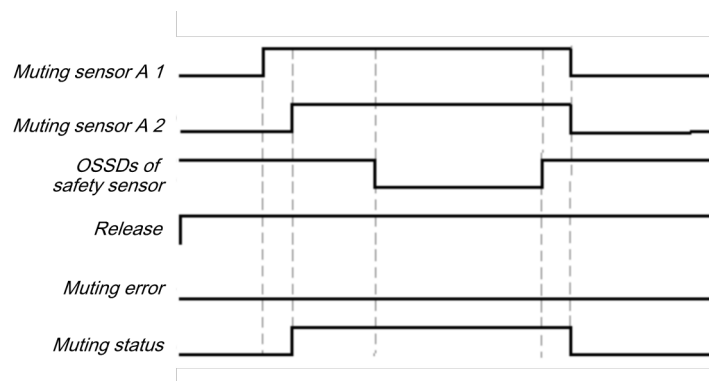 Muting sensor A 1
Muting sensor A 2
OSSDs of
safety sensor
Release
Muting error
Muting status